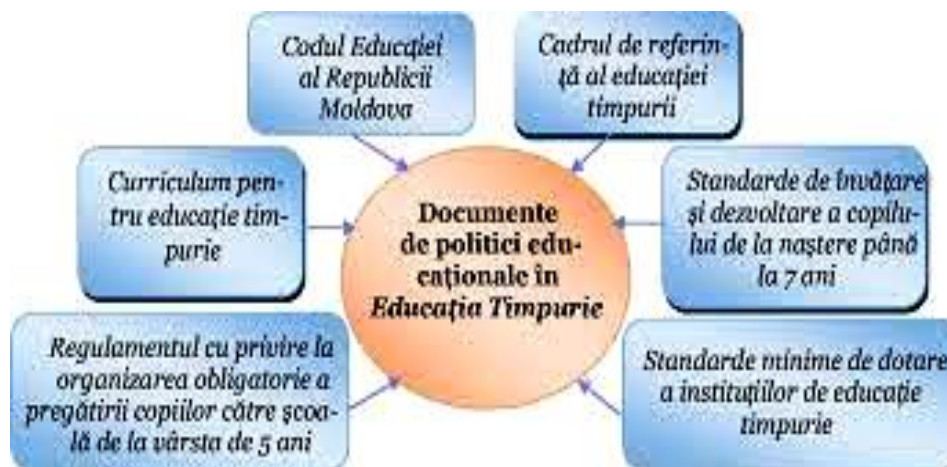 Codul Educației
al Republicii
Moldova
Cadrul de referin-
ță al educației
timpurii
Curriculum pen-
tru educație tim-
purie
Documente
de politici edu-
caționale în
Educația Timpurie
Standarde de învățare
și dezvoltare a copilu-
lui de la naștere până
la 7 ani
Regulamentul cu privire la
organizarea obligatorie a
pregătirii copiilor către școa-
lă de la vârsta de 5 ani
Standarde minime de dotare
a instituțiilor de educație
timpurie